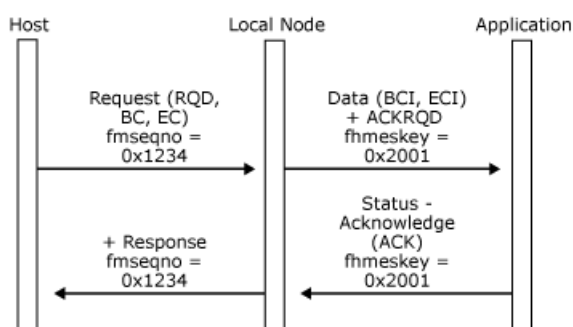 Host
Local Node
Application
Request (RQD,
BC, EC)
fmseqno =
0x1234
Data (BCI, ECI)
+ ACKRQD
fhmeskey =
0x2001
+ Response
fmseqno =
0x1234
Status -
Acknowledge
(ACK)
fhmeskey =
0x2001